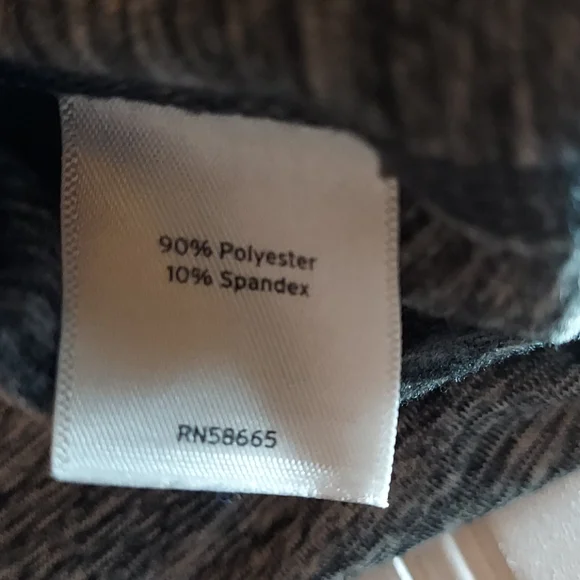 90% Polyester
10% Spandex
RN58665